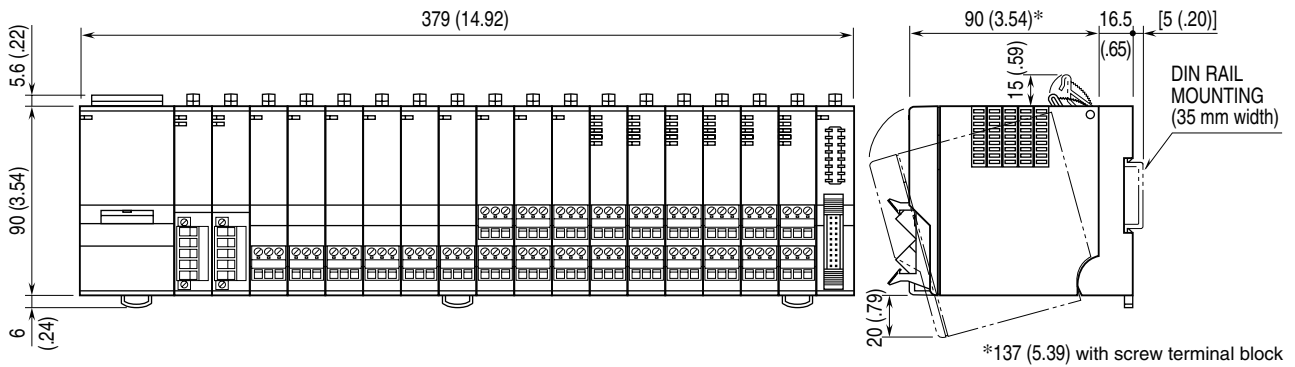 379 (14.92)
90 (3.54)*
16.5
(.65)
[5 (.20)]
5.6 (.22)
15 (.59)
DIN RAIL
MOUNTING
(35 mm width)
90 (3.54)
6
(.24)
20 (.79)
*137 (5.39) with screw terminal block